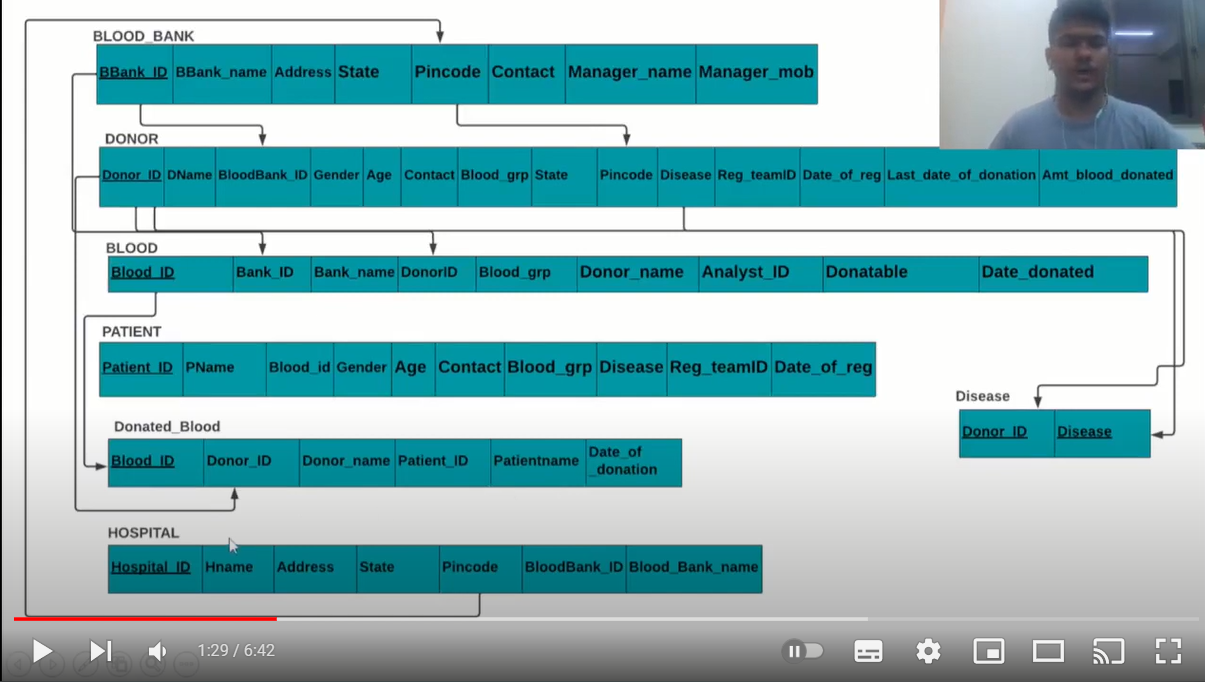 BLOOD_BANK
BBank_ID BBank_name Address State Pincode Contact Manager_name Manager_mob
DONOR
Donor_ID DName BloodBank_ID Gender Age Contact Blood_grp State Pincode Disease Reg_teamID Date_of_reg Last_date_of_donation Amt_blood_donated
BLOOD
Blood_ID Bank_ID Bank_name DonorID Blood_grp Donor_name Analyst_ID Donatable Date_donated
PATIENT
Patient_ID PName Blood_id Gender Age Contact Blood_grp Disease Reg_teamID Date_of_reg
Disease
Donor_ID Disease
Donated_Blood
Blood_ID Donor_ID Donor_name Patient_ID Patientname Date_of
_donation
HOSPITAL
Hospital_ID Hname Address State Pincode BloodBank_ID Blood_Bank_name
1:29 / 6:42